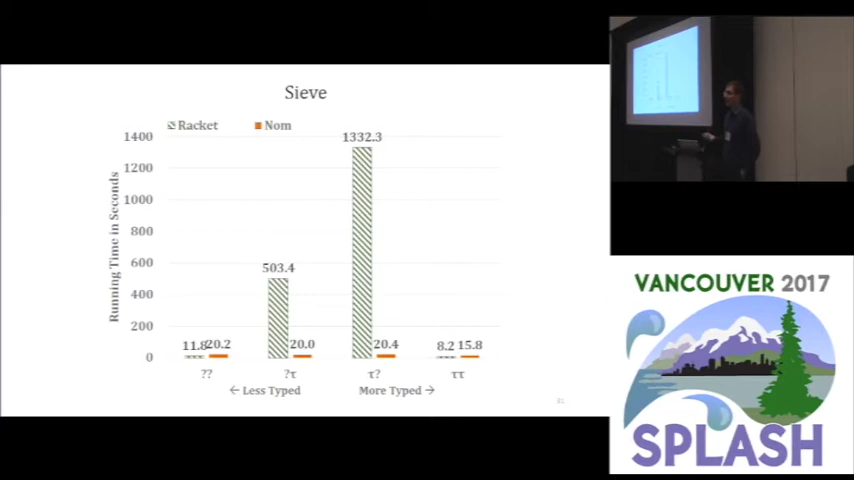 Sieve
Racket Nom
Running Time in Seconds
1400
1200
1000
800
600
400
200
0
11.8 20.2
503.4 20.0
1332.3 20.4
8.2 15.8
?? ?τ τ? ττ
← Less Typed More Typed →
31
VANCOUVER 2017
SPLASH